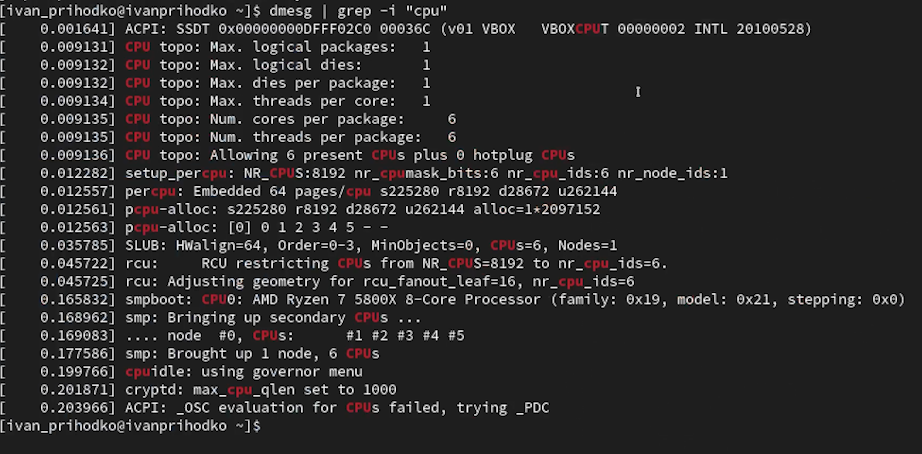 [ivan_prihodko@ivanprihodko ~]$ dmesg | grep -i "cpu"
[    0.001641] ACPI: SSDT 0x00000000DFFF02C0 00036C (v01 VBOX   VBOXCPUT 00000002 INTL 20100528)
[    0.009131] CPU topo: Max. logical packages:   1
[    0.009132] CPU topo: Max. logical dies:       1
[    0.009132] CPU topo: Max. dies per package:   1
[    0.009134] CPU topo: Max. threads per core:   1
[    0.009135] CPU topo: Num. cores per package:     6
[    0.009135] CPU topo: Num. threads per package:   6
[    0.009136] CPU topo: Allowing 6 present CPUs plus 0 hotplug CPUs
[    0.012282] setup_percpu: NR_CPUS:8192 nr_cpumask_bits:6 nr_cpu_ids:6 nr_node_ids:1
[    0.012557] percpu: Embedded 64 pages/cpu s225280 r8192 d28672 u262144
[    0.012561] pcpu-alloc: s225280 r8192 d28672 u262144 alloc=1*2097152
[    0.012563] pcpu-alloc: [0] 0 1 2 3 4 5 - -
[    0.035785] SLUB: HWalign=64, Order=0-3, MinObjects=0, CPUs=6, Nodes=1
[    0.045722] rcu:     RCU restricting CPUs from NR_CPUS=8192 to nr_cpu_ids=6.
[    0.045725] rcu: Adjusting geometry for rcu_fanout_leaf=16, nr_cpu_ids=6
[    0.165832] smpboot: CPU0: AMD Ryzen 7 5800X 8-Core Processor (family: 0x19, model: 0x21, stepping: 0x0)
[    0.168962] smp: Bringing up secondary CPUs ...
[    0.169083] .... node  #0, CPUs:      #1 #2 #3 #4 #5
[    0.177586] smp: Brought up 1 node, 6 CPUs
[    0.199766] cpuidle: using governor menu
[    0.201871] cryptd: max_cpu_qlen set to 1000
[    0.203966] ACPI: _OSC evaluation for CPUs failed, trying _PDC
[ivan_prihodko@ivanprihodko ~]$